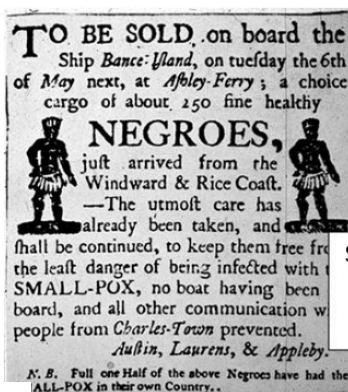 TO BE SOLD on board the
Ship Bance-Yland, on tuesday the 6th
of May next, at Ashley-Ferry; a choice
cargo of about 250 fine healthy
NEGROES,
just arrived from the
Windward & Rice Coast.
—The utmost care has
already been taken, and
shall be continued, to keep them free
the least danger of being infected with
SMALL-POX, no boat having been
board, and all other communication
people from Charles-Town prevented.
Austin, Laurens, & Appleby.
N. B. Full one Half of the above Negroes have had the
ALL-POX in their own Country.